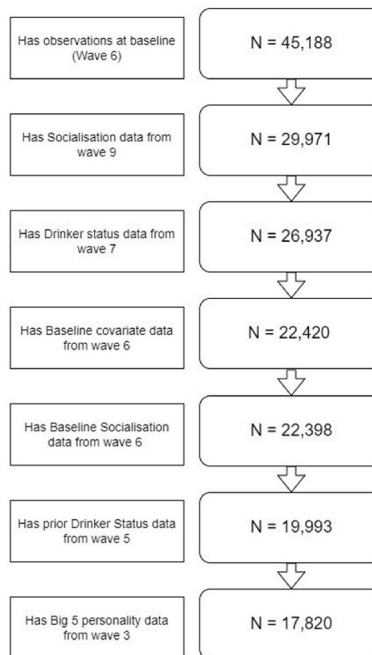 Has observations at baseline
(Wave 6)
N = 45,188
Has Socialisation data from
wave 9
N = 29,971
Has Drinker status data from
wave 7
N = 26,937
Has Baseline covariate data
from wave 6
N = 22,420
Has Baseline Socialisation
data from wave 6
N = 22,398
Has prior Drinker Status data
from wave 5
N = 19,993
Has Big 5 personality data
from wave 3
N = 17,820